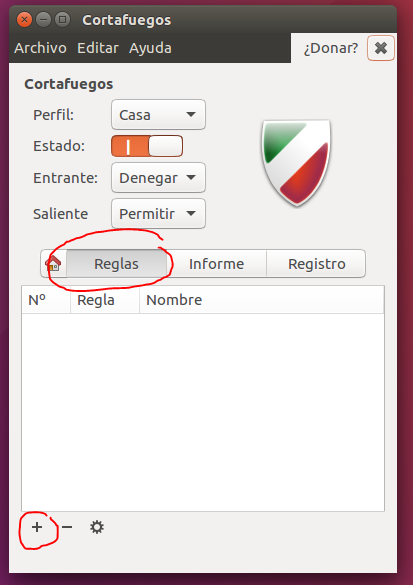 Cortafuegos
Archivo Editar Ayuda ¿Donar?
Cortafuegos
Perfil: Casa
Estado:
Entrante: Denegar
Saliente Permitir
Reglas Informe Registro
Nº Regla Nombre